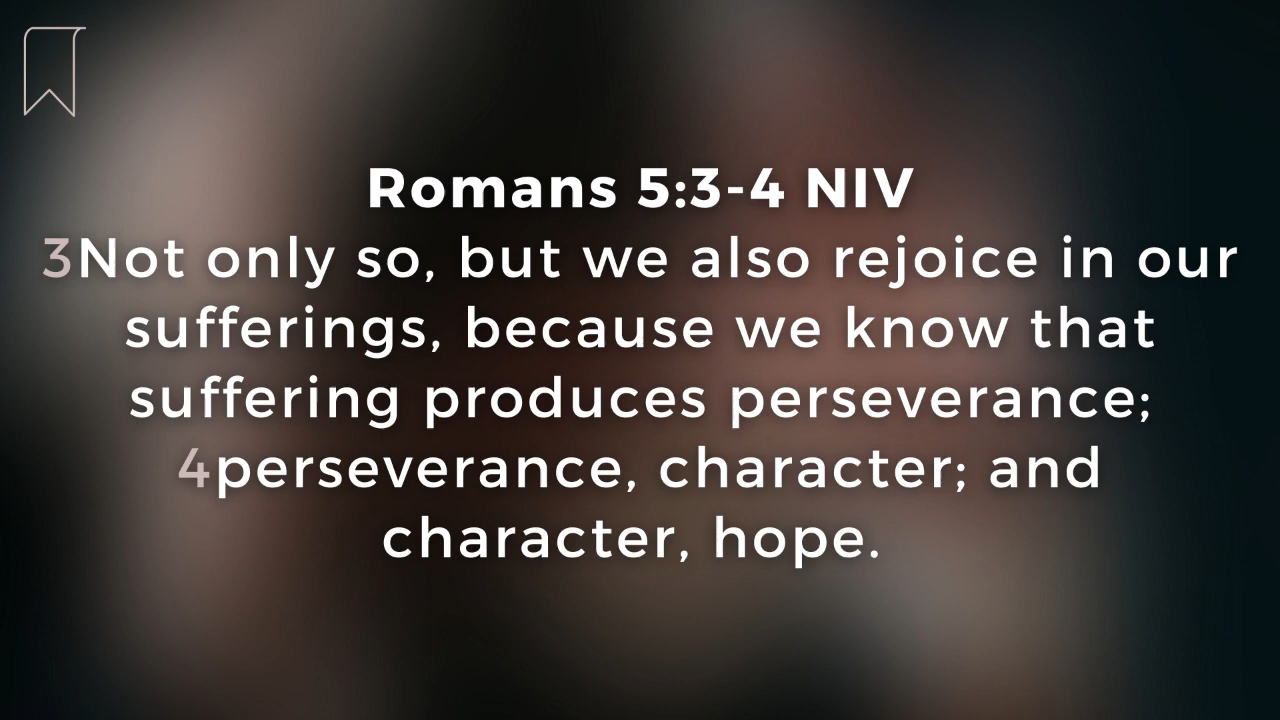 Romans 5:3-4 NIV
3Not only so, but we also rejoice in our
sufferings, because we know that
suffering produces perseverance;
4perseverance, character; and
character, hope.